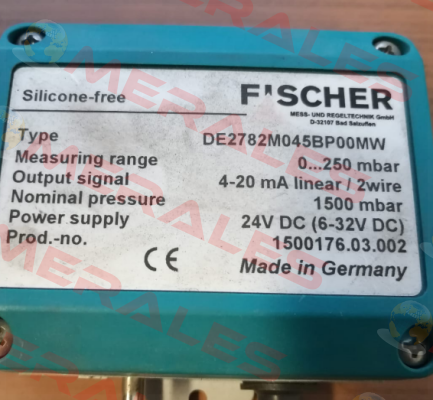 Silicone-free
FISCHER
MESS- UND REGELTECHNIK GmbH
D-32107 Bad Salzuflen
Type DE2782M045BP00MW
Measuring range 0...250 mbar
Output signal 4-20 mA linear / 2wire
Nominal pressure 1500 mbar
Power supply 24V DC (6-32V DC)
Prod.-no. 1500176.03.002
CE Made in Germany
MERALES